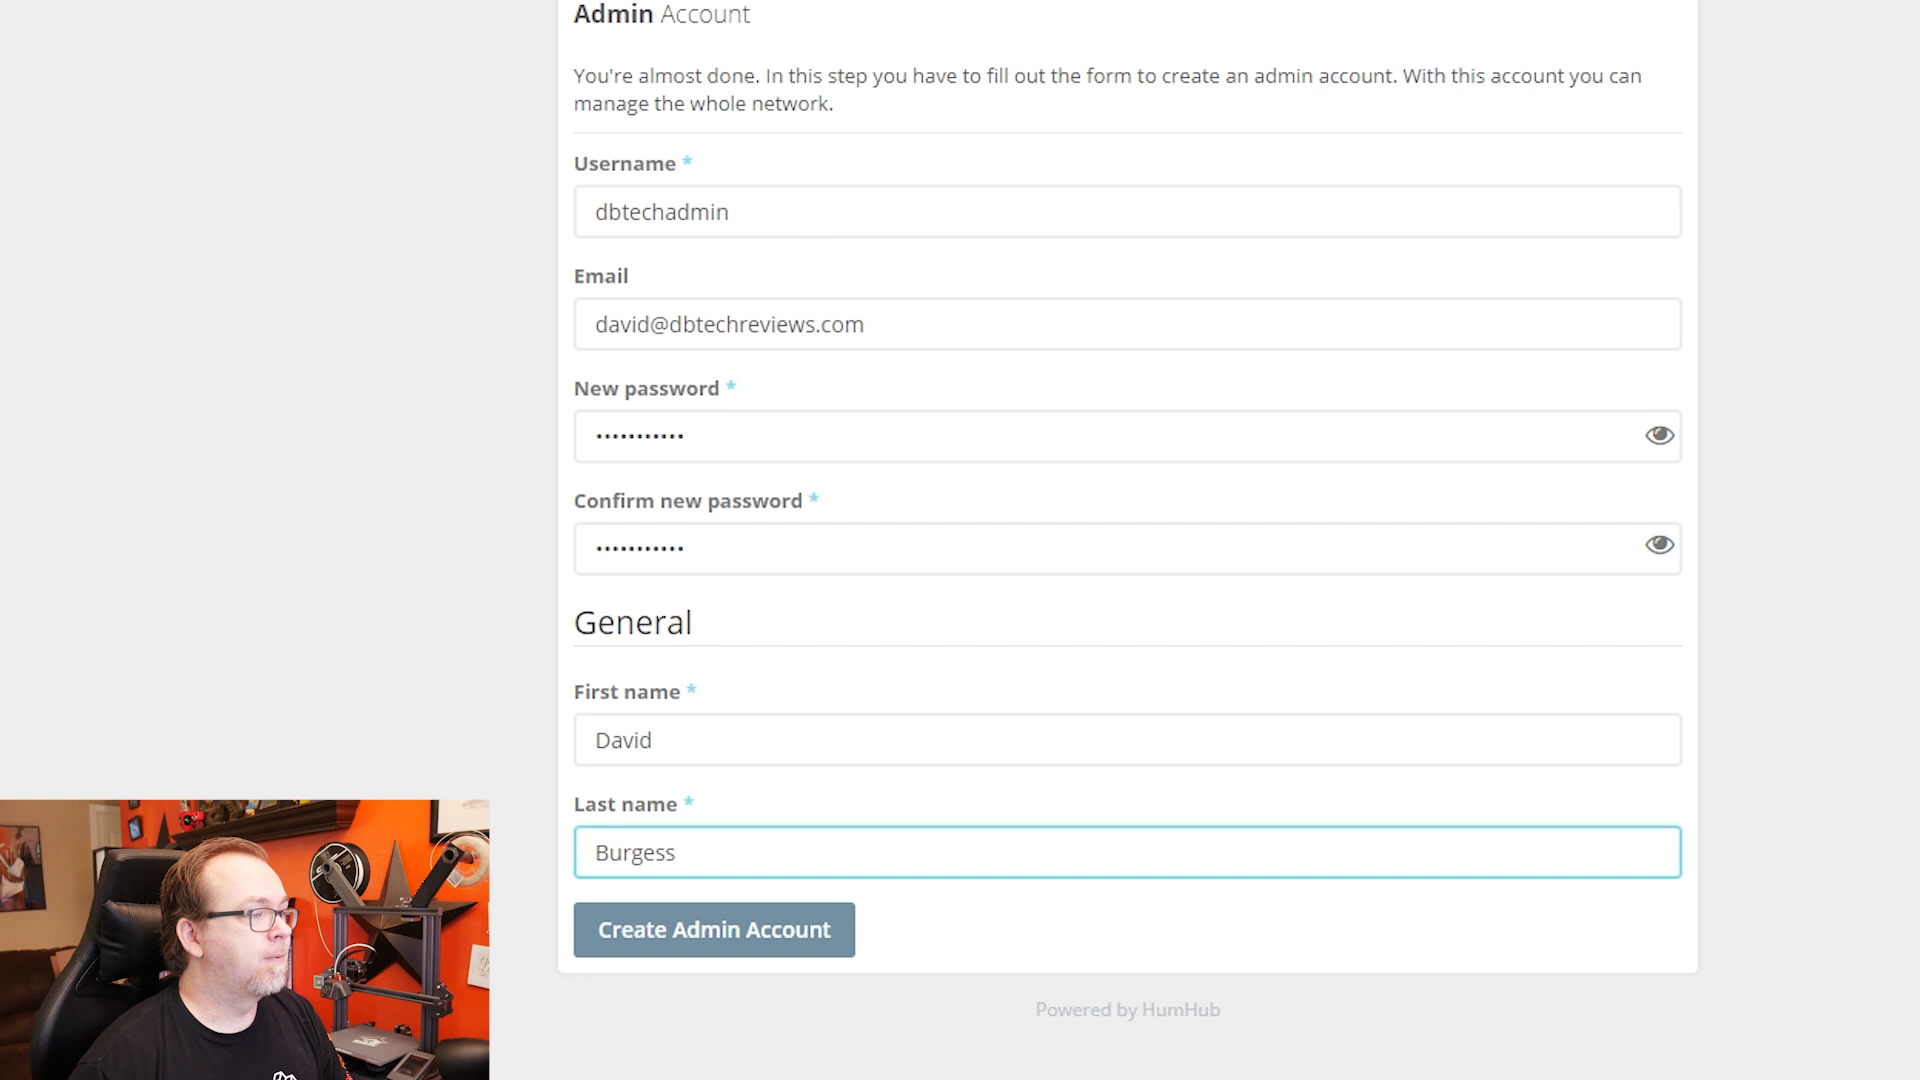 Admin Account
You're almost done. In this step you have to fill out the form to create an admin account. With this account you can
manage the whole network.
Username *
dbtechadmin
Email
david@dbtechreviews.com
New password *
•••••••••••
Confirm new password *
•••••••••••
General
First name *
David
Last name *
Burgess
Create Admin Account
Powered by HumHub